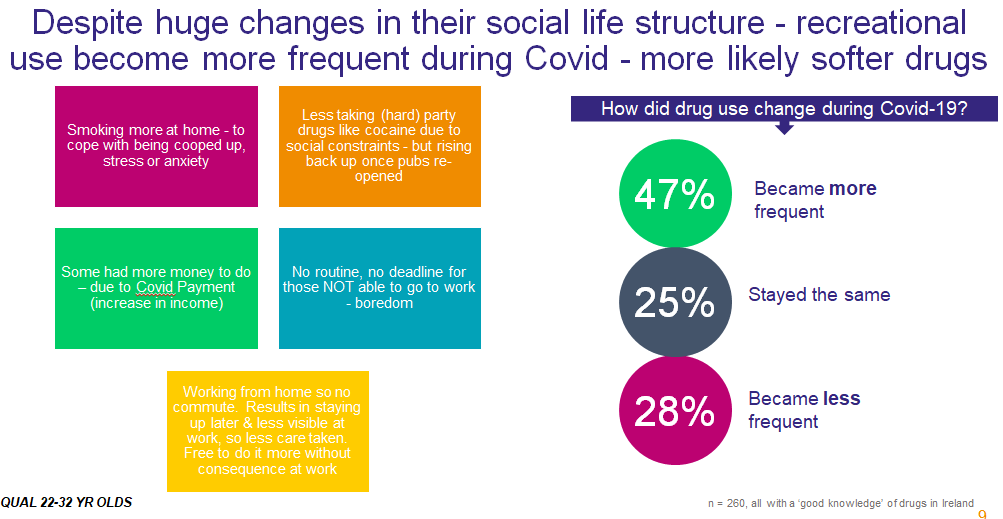 Despite huge changes in their social life structure - recreational
use become more frequent during Covid - more likely softer drugs
Smoking more at home - to
cope with being cooped up,
stress or anxiety
Less taking (hard) party
drugs like cocaine due to
social constraints - but rising
back up once pubs re-
opened
Some had more money to do
– due to Covid Payment
(increase in income)
No routine, no deadline for
those NOT able to go to work
- boredom
Working from home so no
commute. Results in staying
up later & less visible at
work, so less care taken.
Free to do it more without
consequence at work
How did drug use change during Covid-19?
47%
Became more
frequent
25%
Stayed the same
28%
Became less
frequent
QUAL 22-32 YR OLDS
n = 260, all with a ‘good knowledge’ of drugs in Ireland
9